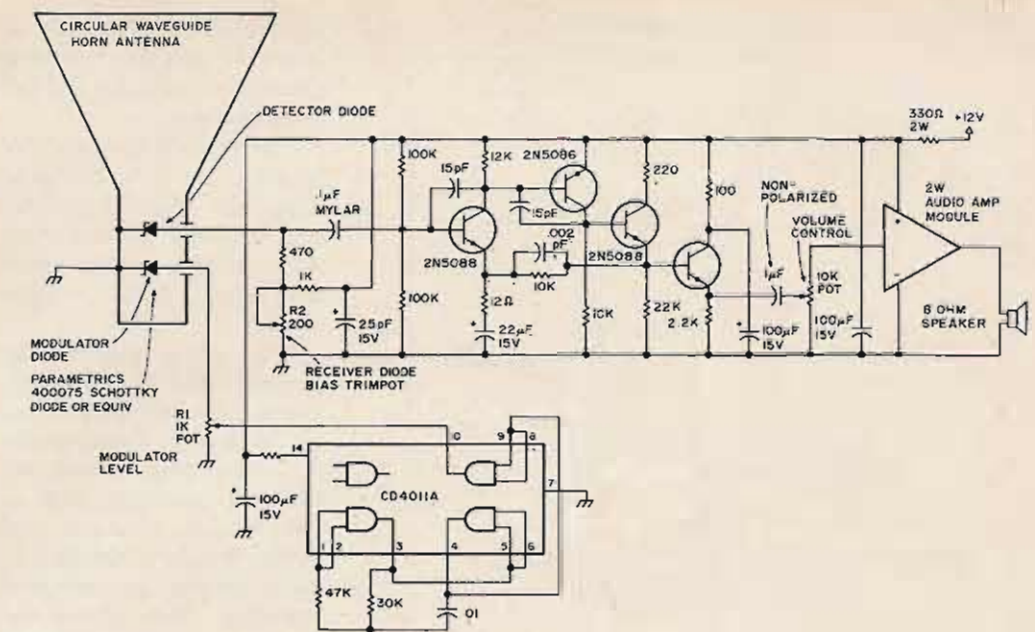 CIRCULAR WAVEGUIDE
HORN ANTENNA
DETECTOR DIODE
.1µF
MYLAR
470
1K
R2
200
25pF
15V
RECEIVER DIODE
BIAS TRIMPOT
100K
100K
15pF
12K
2N5088
12Ω
22µF
15V
2N5086
15pF
.002
pF
10K
10K
2N5088
220
22K
2.2K
100
100µF
15V
NON-
POLARIZED
1µF
VOLUME
CONTROL
10K
POT
100µF
15V
330Ω
2W
+12V
2W
AUDIO AMP
MODULE
+
-
8 OHM
SPEAKER
MODULATOR
DIODE
PARAMETRICS
400075 SCHOTTKY
DIODE OR EQUIV
R1
1K
POT
MODULATOR
LEVEL
+
100µF
15V
14
10
9
8
7
CD4011A
1
2
3
4
5
6
47K
30K
.01